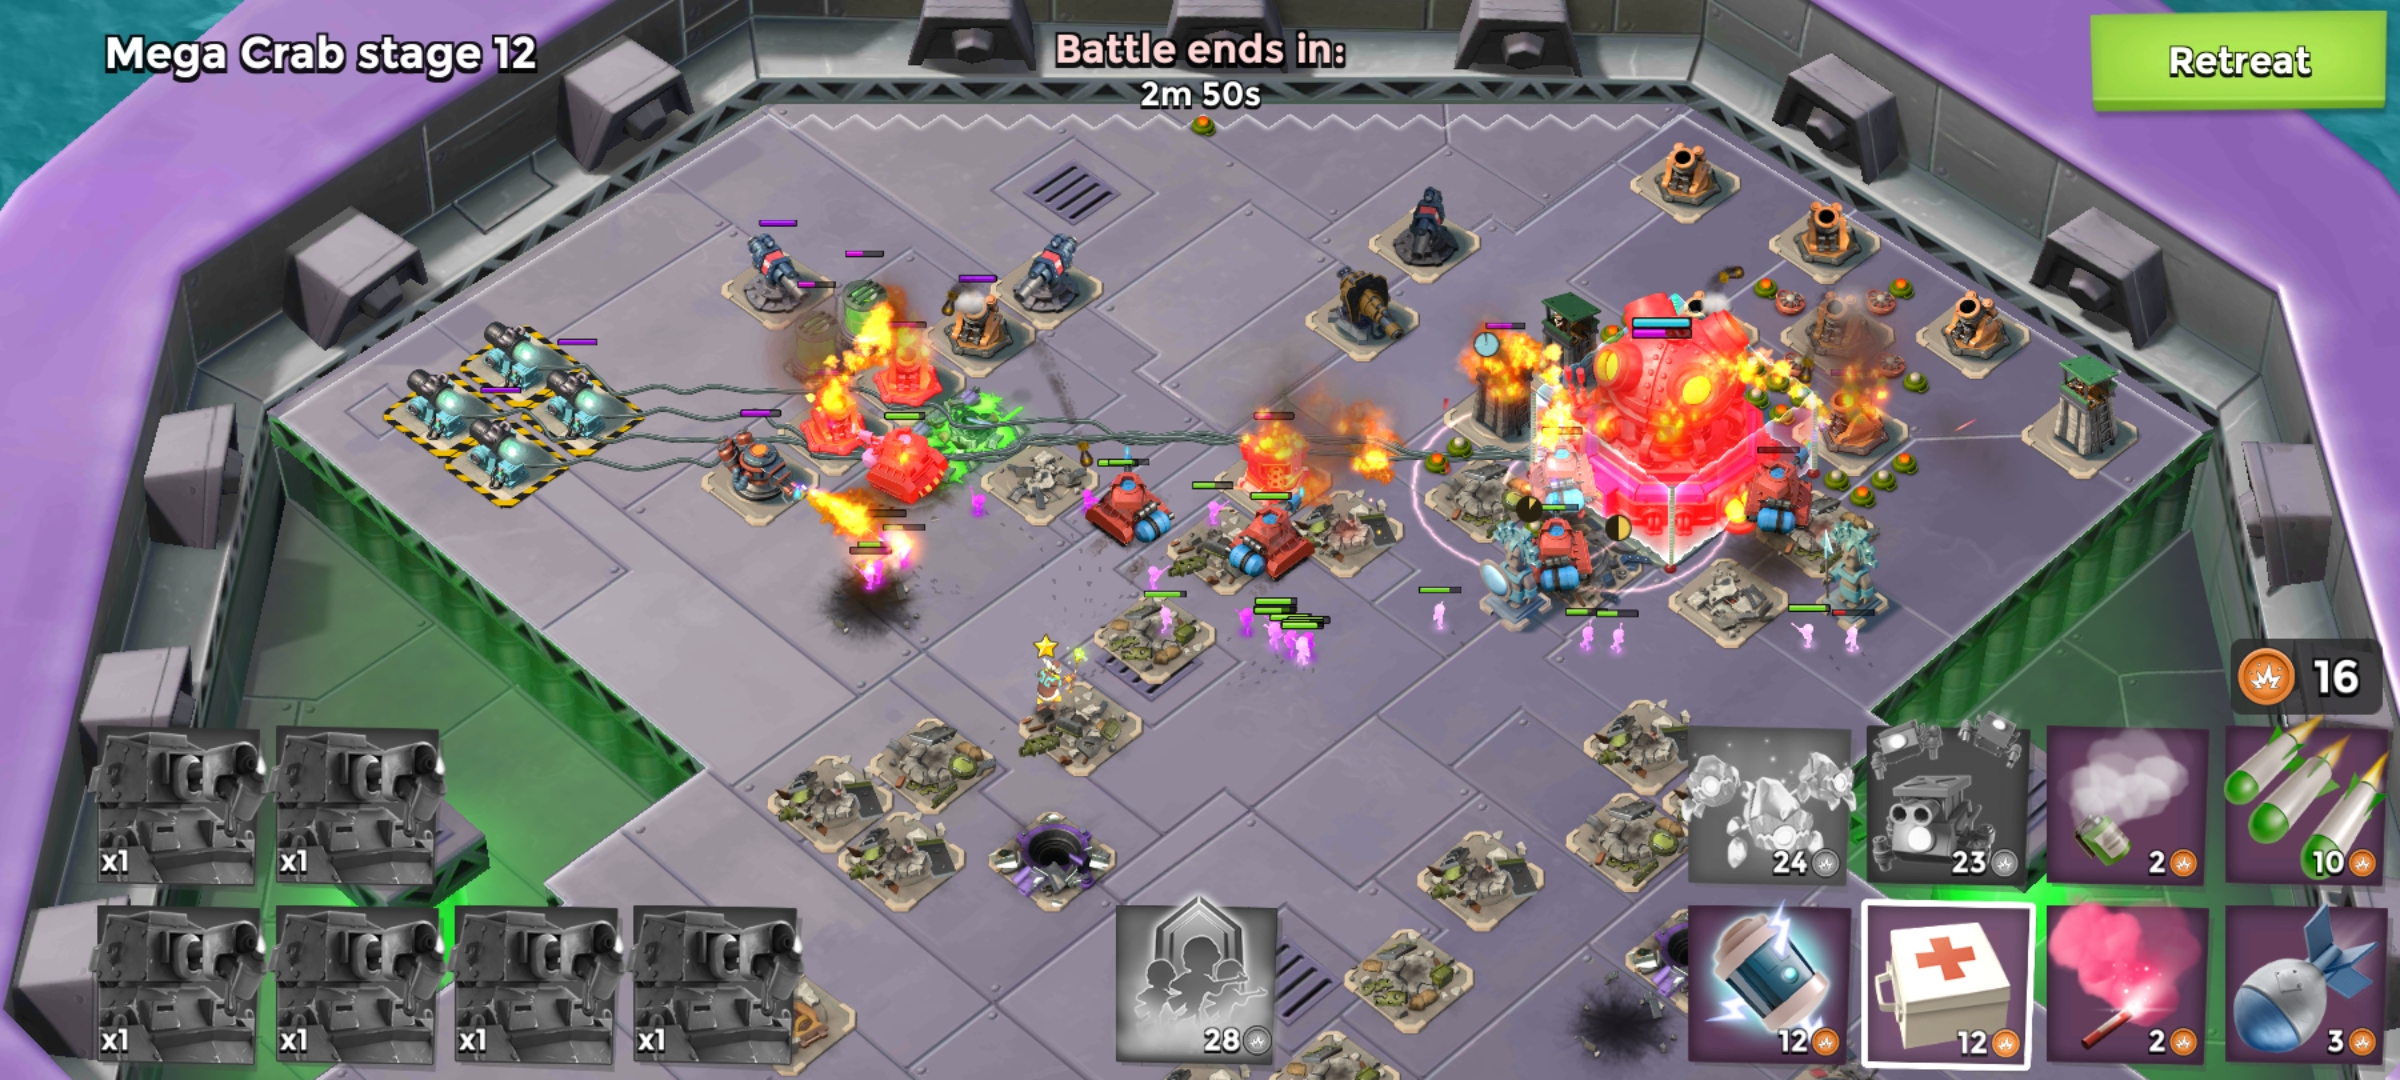 Mega Crab stage 12
Battle ends in:
2m 50s
Retreat
16
x1
x1
24
23
2
10
x1
x1
x1
x1
28
12
12
2
3